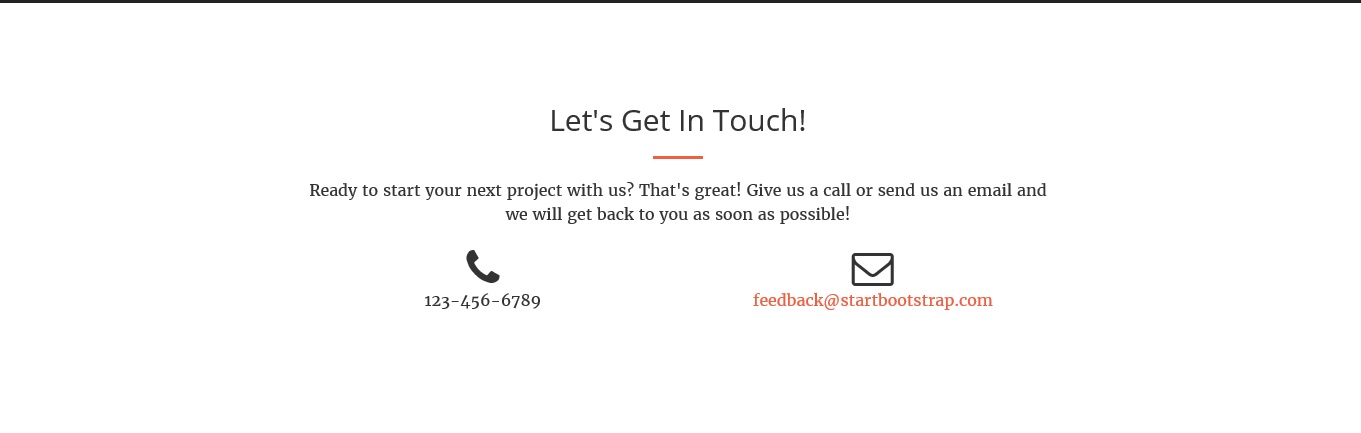 Let's Get In Touch!
Ready to start your next project with us? That's great! Give us a call or send us an email and
we will get back to you as soon as possible!
123-456-6789
feedback@startbootstrap.com